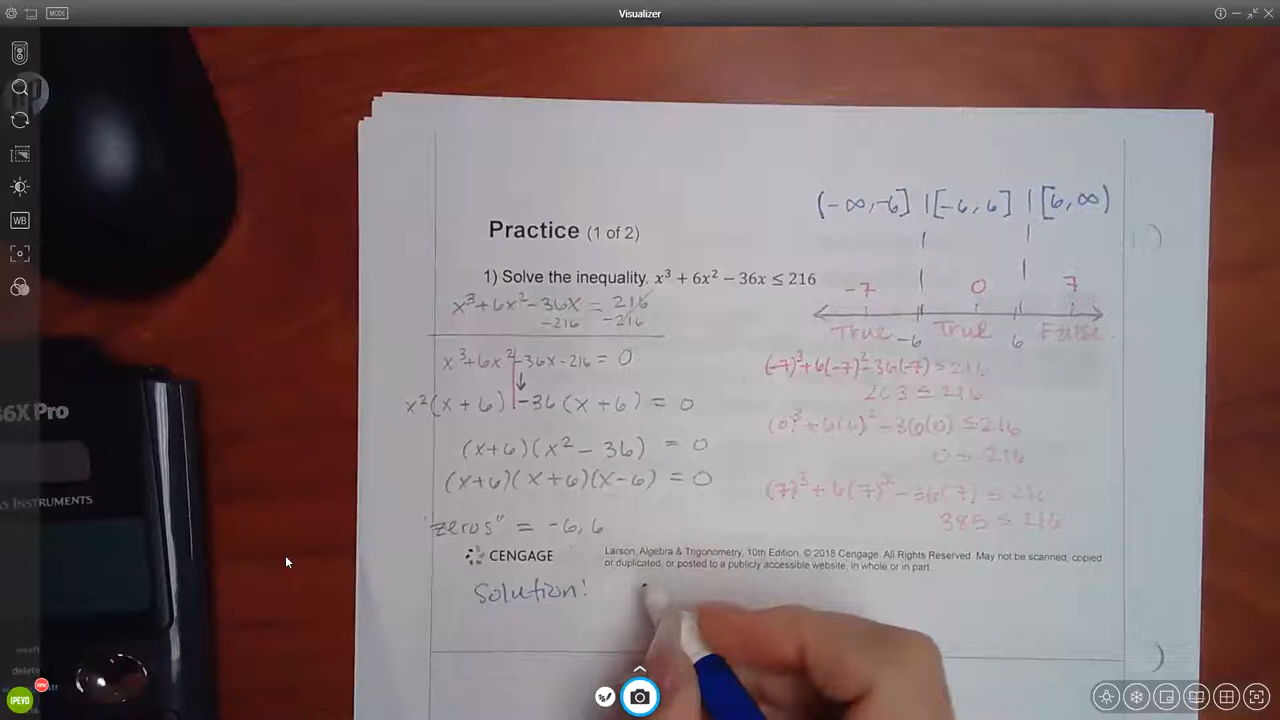 Visualizer
MODE
WB
(-∞,-6] | [-6,6] | [6,∞)
Practice (1 of 2)
1) Solve the inequality. x³ + 6x² − 36x ≤ 216
x³+6x²-36x = 216
-216 -216
x³+6x²-36x-216 = 0
x²(x+6) -36(x+6) = 0
(x+6)(x²-36) = 0
(x+6)(x+6)(x-6) = 0
"zeros" = -6, 6
-7 0 7
True -6 True 6 False
(-7)³+6(-7)²-36(-7) ≤ 216
203 ≤ 216
(0)³+6(0)²-36(0) ≤ 216
0 ≤ 216
(7)³+6(7)²-36(7) ≤ 216
385 ≤ 216
CENGAGE
Larson, Algebra & Trigonometry, 10th Edition. © 2018 Cengage. All Rights Reserved. May not be scanned, copied
or duplicated, or posted to a publicly accessible website, in whole or in part.
Solution:
6X Pro
INSTRUMENTS
IPEVO